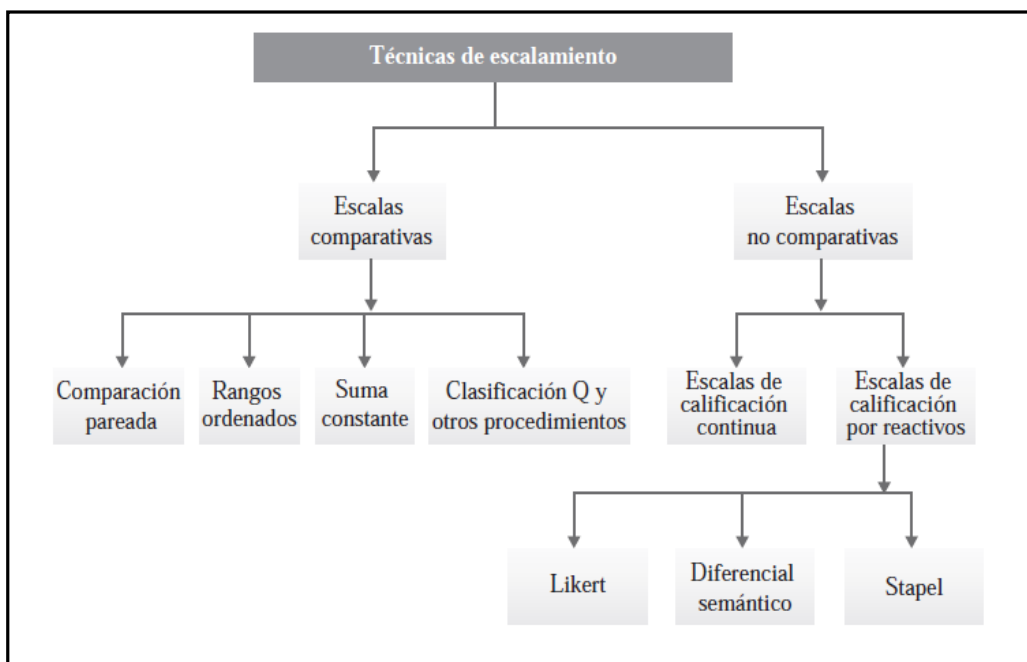 Técnicas de escalamiento
Escalas
comparativas
Escalas
no comparativas
Comparación
pareada
Rangos
ordenados
Suma
constante
Clasificación Q y
otros procedimientos
Escalas de
calificación
continua
Escalas de
calificación
por reactivos
Likert
Diferencial
semántico
Stapel